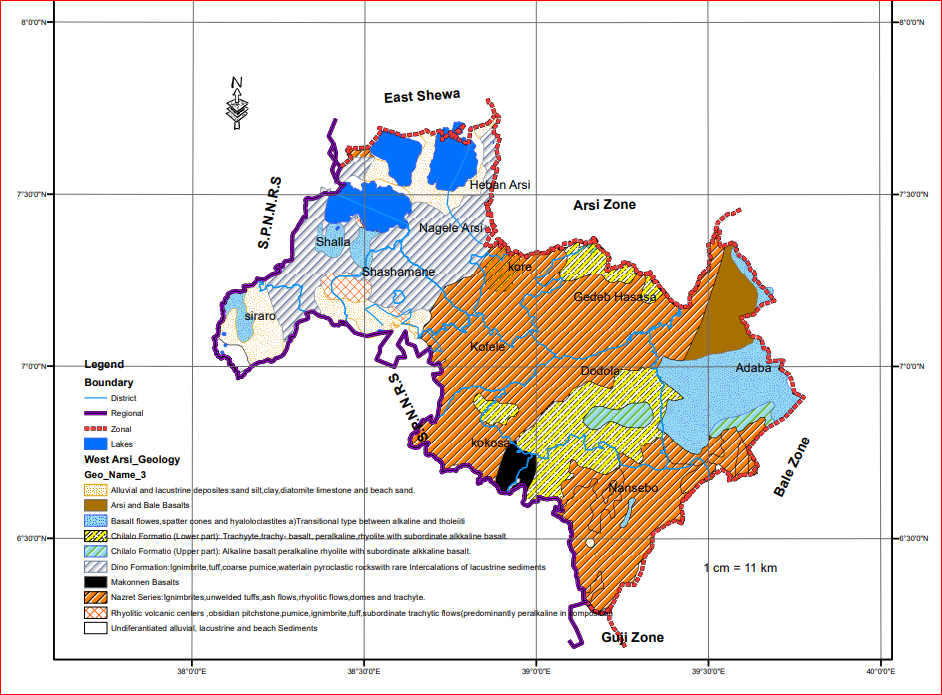 8°0'0"N
8°0'0"N
N
East Shewa
7°30'0"N
7°30'0"N
Heban Arsi
Arsi Zone
S.P.N.N.R.S
Nagele Arsi
Shalla
kore
Shashamane
Gedeb Hasasa
siraro
Kofele
7°0'0"N
7°0'0"N
Dodola
Adaba
S.P.N.N.R.S
kokosa
Bale Zone
Nansebo
6°30'0"N
6°30'0"N
1 cm = 11 km
Guji Zone
Legend
Boundary
District
Regional
Zonal
Lakes
West Arsi_Geology
Geo_Name_3
Alluvial and lacustrine deposites:sand silt,clay,diatomite limestone and beach sand.
Arsi and Bale Basalts
Basalt flowes,spatter cones and hyaloloclastites a)Transitional type between alkaline and tholeiiti
Chilalo Formatio (Lower part): Trachyyte,trachy- basalt, peralkaline,rhyolite with subordinate alkkaline basalt.
Chilalo Formatio (Upper part): Alkaline basalt peralkaline rhyolite with subordinate alkkaline basalt.
Dino Formation:Ignimbrite,tuff,coarse pumice,waterlain pyroclastic rockswith rare Intercalations of lacustrine sediments
Makonnen Basalts
Nazret Series:Ignimbrites,unwelded tuffs,ash flows,rhyolitic flows,domes and trachyte.
Rhyolitic volcanic centers ,obsidian pitchstone,pumice,ignimbrite,tuff,subordinate trachytic flows(predominantly peralkaline in composition
Undiferantiated alluvial, lacustrine and beach Sediments
38°0'0"E
38°30'0"E
39°0'0"E
39°30'0"E
40°0'0"E